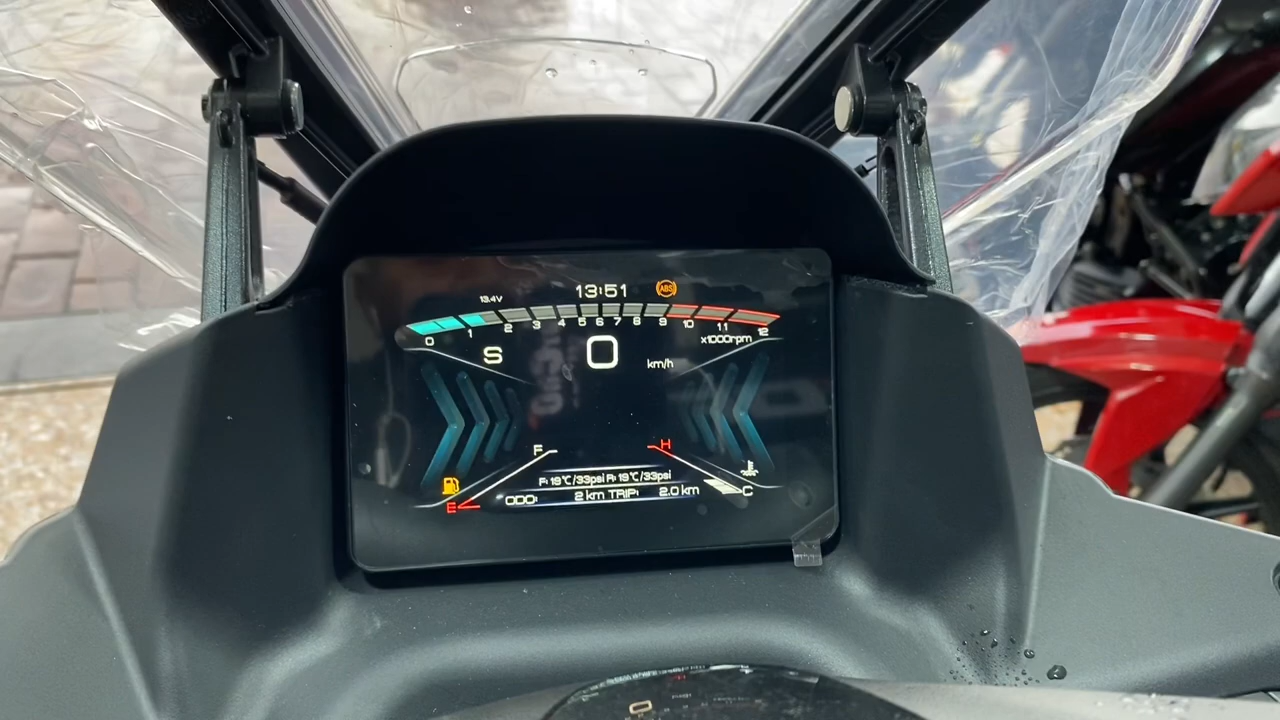 13:51 ABS
13.4V
0 1 2 3 4 5 6 7 8 9 10 11 12
x1000rpm
S 0 km/h
F H
F: 19℃/33psi R: 19℃/33psi
ODO: 2 km TRIP: 2.0 km C
E